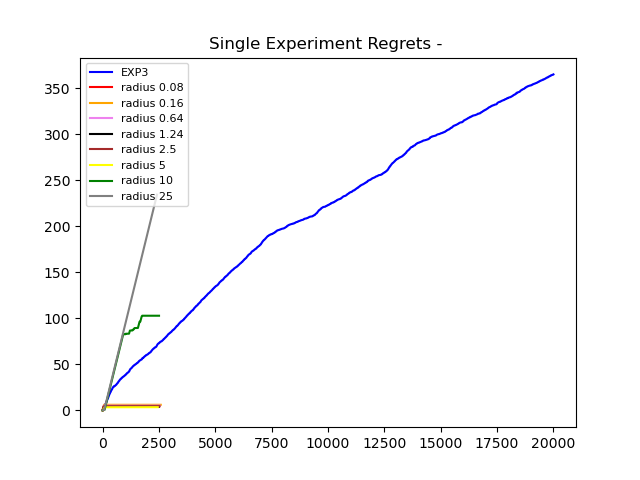 Single Experiment Regrets -
EXP3
radius 0.08
radius 0.16
radius 0.64
radius 1.24
radius 2.5
radius 5
radius 10
radius 25
350
300
250
200
150
100
50
0
0 2500 5000 7500 10000 12500 15000 17500 20000